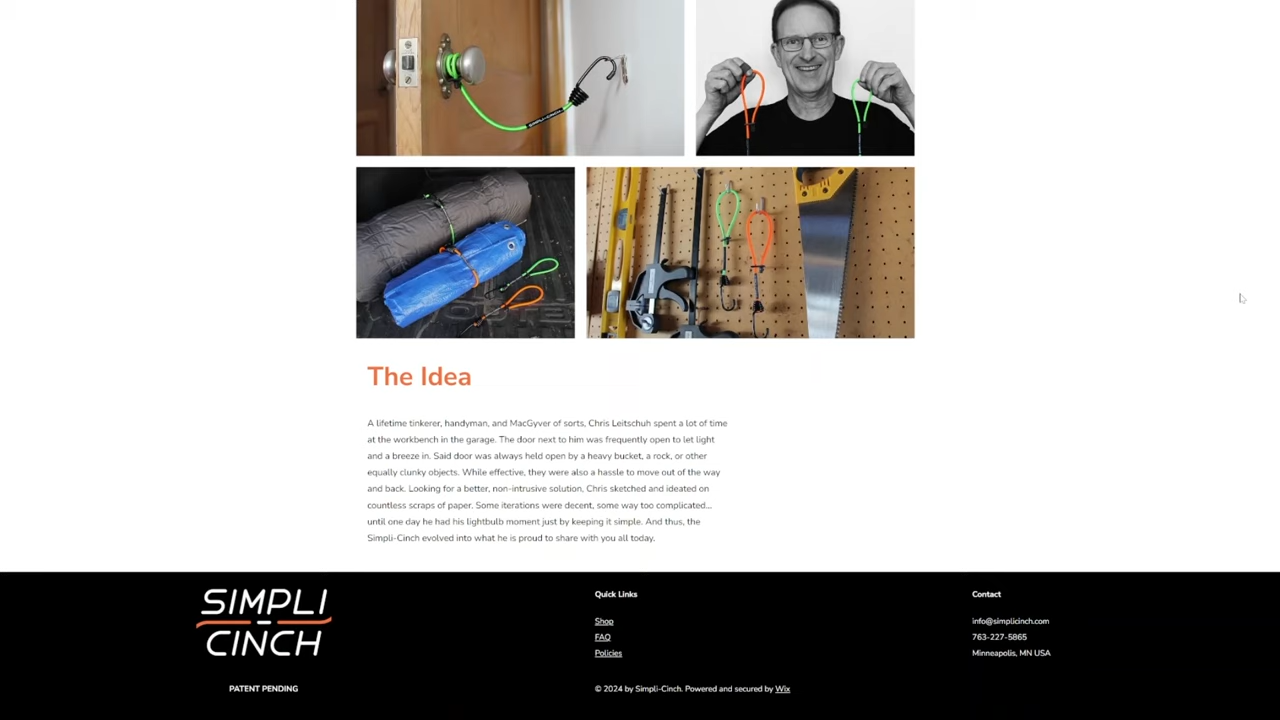 SIMPLI-CINCH
The Idea
A lifetime tinkerer, handyman, and MacGyver of sorts, Chris Leitschuh spent a lot of time
at the workbench in the garage. The door next to him was frequently open to let light
and a breeze in. Said door was always held open by a heavy bucket, a rock, or other
equally clunky objects. While effective, they were also a hassle to move out of the way
and back. Looking for a better, non-intrusive solution, Chris sketched and ideated on
countless scraps of paper. Some iterations were decent, some way too complicated...
until one day he had his lightbulb moment just by keeping it simple. And thus, the
Simpli-Cinch evolved into what he is proud to share with you all today.
SIMPLI
CINCH
PATENT PENDING
Quick Links
Shop
FAQ
Policies
© 2024 by Simpli-Cinch. Powered and secured by Wix
Contact
info@simplicinch.com
763-227-5865
Minneapolis, MN USA